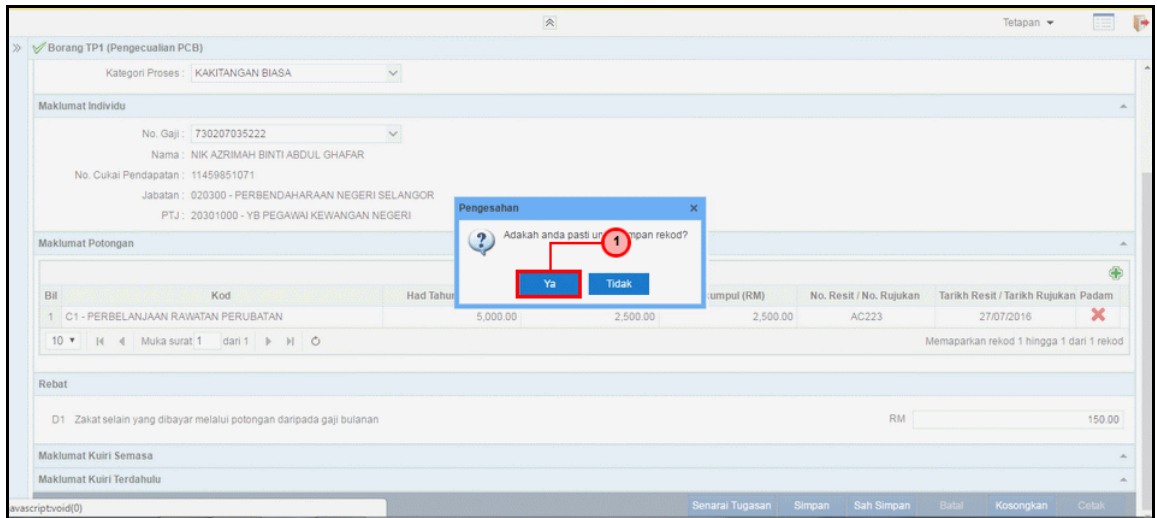 Tetapan
Borang TP1 (Pengecualian PCB)
Kategori Proses : KAKITANGAN BIASA
Maklumat Individu
No. Gaji : 730207035222
Nama : NIK AZRIMAH BINTI ABDUL GHAFAR
No. Cukai Pendapatan : 11459851071
Jabatan : 020300 - PERBENDAHARAAN NEGERI SELANGOR
PTJ : 20301000 - YB PEGAWAI KEWANGAN NEGERI
Pengesahan
Adakah anda pasti rekod?
1
Ya Tidak
Maklumat Potongan
Bil Kod Had (RM) No. Resit / No. Rujukan Tarikh Resit / Tarikh Rujukan Padam
1 C1 - PERBELANJAAN RAWATAN PERUBATAN 5,000.00 2,500.00 2,500.00 AC223 27/07/2016
10 Muka surat 1 dari 1 Memaparkan rekod 1 hingga 1 dari 1 rekod
Rebat
D1 Zakat selain yang dibayar melalui potongan daripada gaji bulanan RM 150.00
Maklumat Kuiri Semasa
Maklumat Kuiri Terdahulu
avascript:void(0) Senarai Tugasan Simpan Sah Simpan Batal Kosongkan Cetak